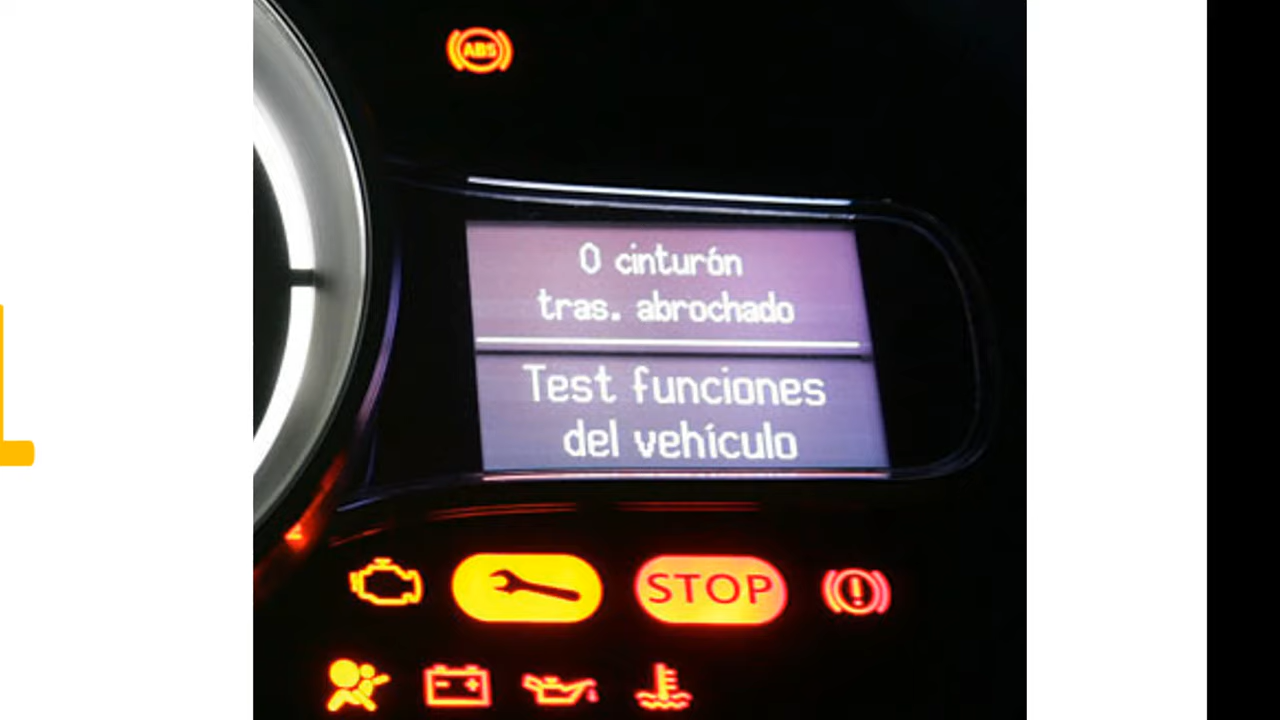 ABS
0 cinturón
tras. abrochado
Test funciones
del vehículo
STOP